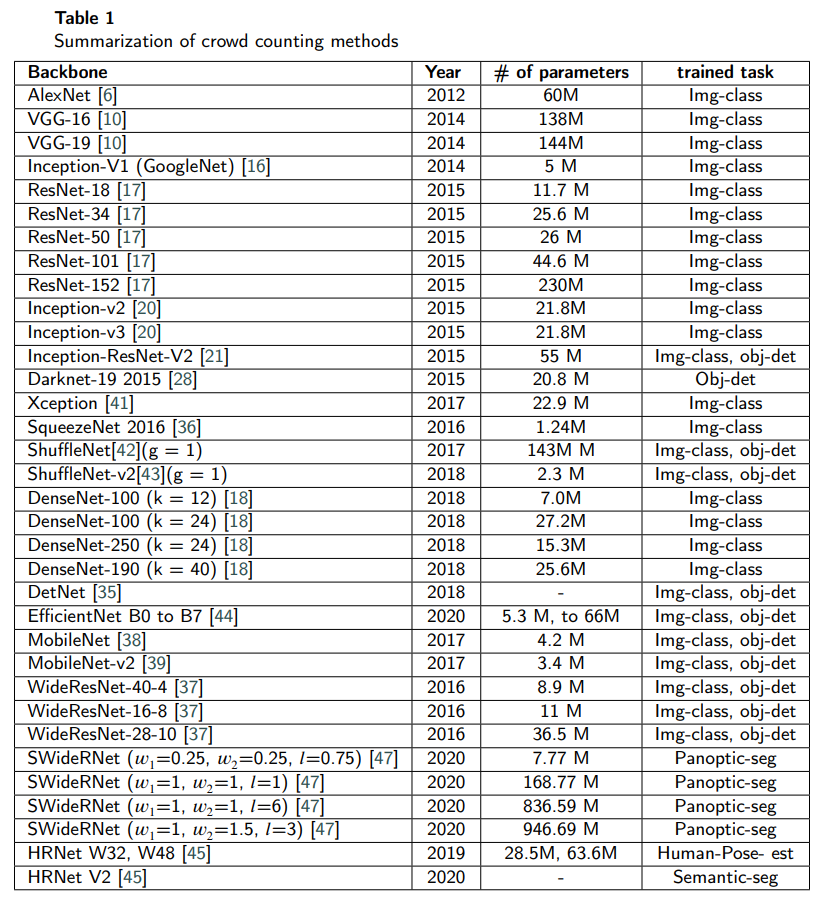 Table 1
Summarization of crowd counting methods
Backbone Year # of parameters trained task
AlexNet [6] 2012 60M Img-class
VGG-16 [10] 2014 138M Img-class
VGG-19 [10] 2014 144M Img-class
Inception-V1 (GoogleNet) [16] 2014 5 M Img-class
ResNet-18 [17] 2015 11.7 M Img-class
ResNet-34 [17] 2015 25.6 M Img-class
ResNet-50 [17] 2015 26 M Img-class
ResNet-101 [17] 2015 44.6 M Img-class
ResNet-152 [17] 2015 230M Img-class
Inception-v2 [20] 2015 21.8M Img-class
Inception-v3 [20] 2015 21.8M Img-class
Inception-ResNet-V2 [21] 2015 55 M Img-class, obj-det
Darknet-19 2015 [28] 2015 20.8 M Obj-det
Xception [41] 2017 22.9 M Img-class
SqueezeNet 2016 [36] 2016 1.24M Img-class
ShuffleNet[42](g = 1) 2017 143M M Img-class, obj-det
ShuffleNet-v2[43](g = 1) 2018 2.3 M Img-class, obj-det
DenseNet-100 (k = 12) [18] 2018 7.0M Img-class
DenseNet-100 (k = 24) [18] 2018 27.2M Img-class
DenseNet-250 (k = 24) [18] 2018 15.3M Img-class
DenseNet-190 (k = 40) [18] 2018 25.6M Img-class
DetNet [35] 2018 - Img-class, obj-det
EfficientNet B0 to B7 [44] 2020 5.3 M, to 66M Img-class, obj-det
MobileNet [38] 2017 4.2 M Img-class, obj-det
MobileNet-v2 [39] 2017 3.4 M Img-class, obj-det
WideResNet-40-4 [37] 2016 8.9 M Img-class, obj-det
WideResNet-16-8 [37] 2016 11 M Img-class, obj-det
WideResNet-28-10 [37] 2016 36.5 M Img-class, obj-det
SWideRNet (w₁=0.25, w₂=0.25, l=0.75) [47] 2020 7.77 M Panoptic-seg
SWideRNet (w₁=1, w₂=1, l=1) [47] 2020 168.77 M Panoptic-seg
SWideRNet (w₁=1, w₂=1, l=6) [47] 2020 836.59 M Panoptic-seg
SWideRNet (w₁=1, w₂=1.5, l=3) [47] 2020 946.69 M Panoptic-seg
HRNet W32, W48 [45] 2019 28.5M, 63.6M Human-Pose- est
HRNet V2 [45] 2020 - Semantic-seg